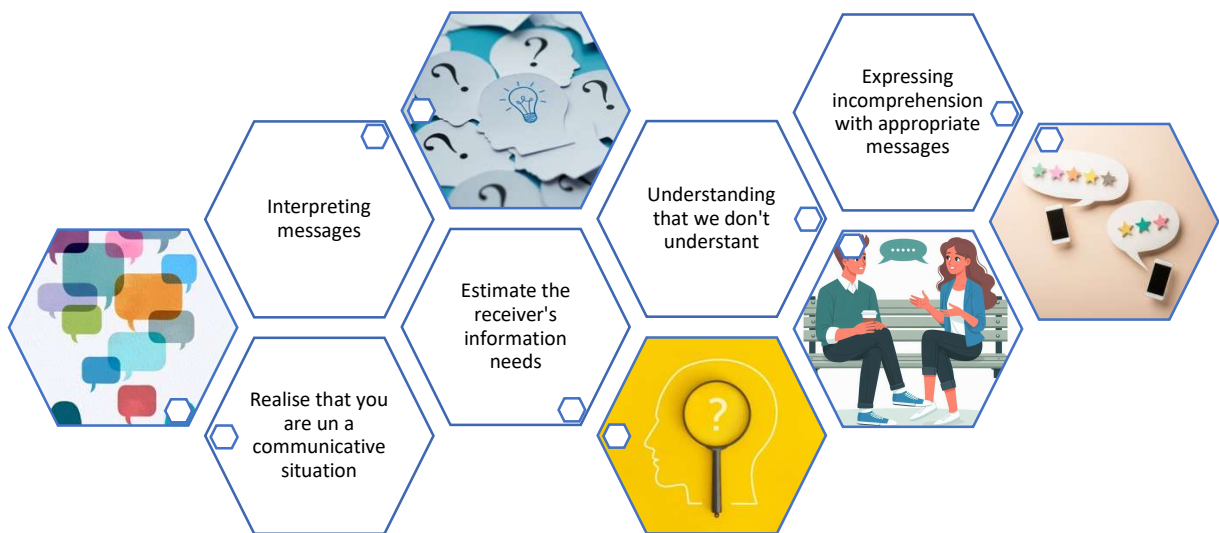 Interpreting
messages
Realise that you
are un a
communicative
situation
Estimate the
receiver's
information
needs
Understanding
that we don't
understant
Expressing
incomprehension
with appropriate
messages